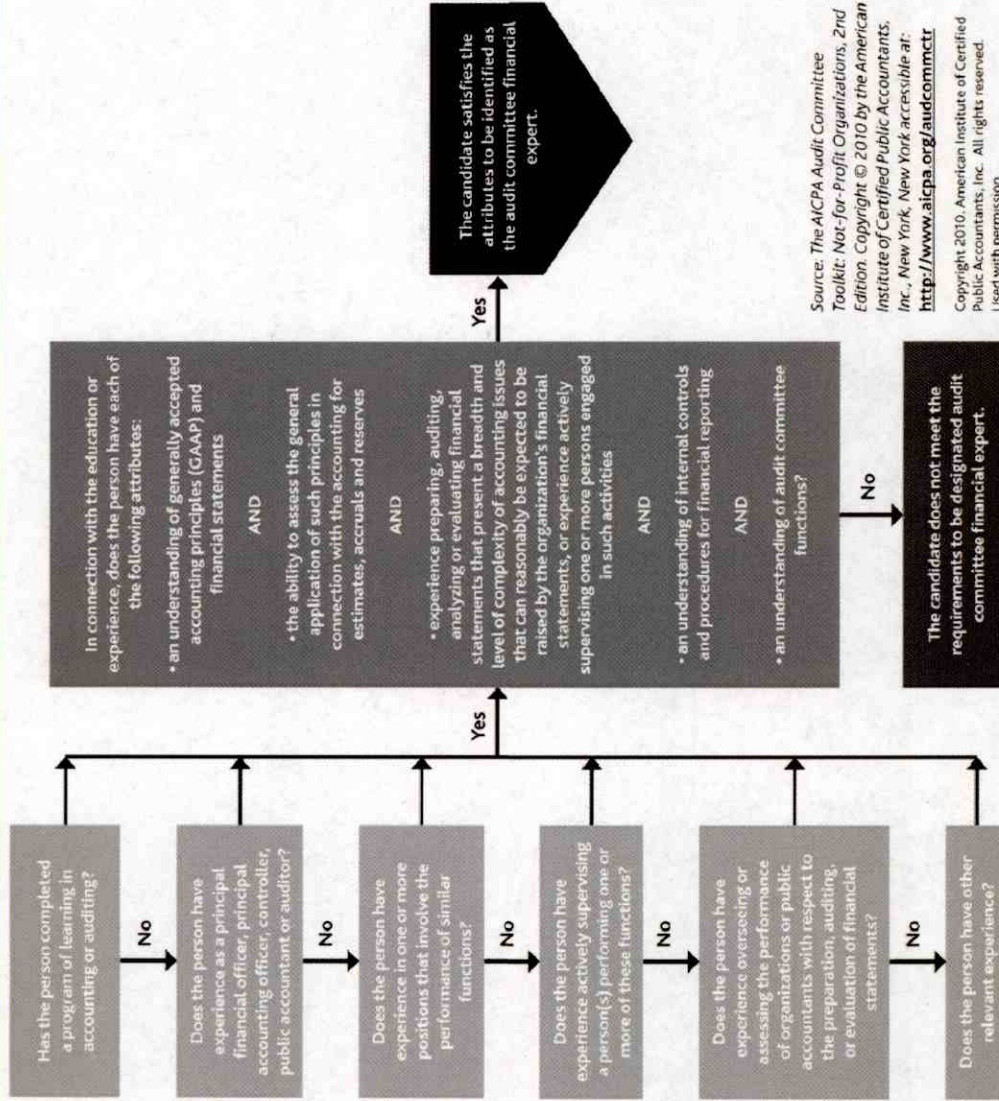 Has the person completed
a program of learning in
accounting or auditing?
No
Does the person have
experience as a principal
financial officer, principal
accounting officer, controller,
public accountant or auditor?
No
Does the person have
experience in one or more
positions that involve the
performance of similar
functions?
No
Does the person have
experience actively supervising
a person(s) performing one or
more of these functions?
No
Does the person have
experience overseeing or
assessing the performance
of organizations or public
accountants with respect to
the preparation, auditing,
or evaluation of financial
statements?
No
Does the person have other
relevant experience?
Yes
In connection with the education or
experience, does the person have each of
the following attributes:
• an understanding of generally accepted
accounting principles (GAAP) and
financial statements
AND
• the ability to assess the general
application of such principles in
connection with the accounting for
estimates, accruals and reserves
AND
• experience preparing, auditing,
analyzing or evaluating financial
statements that present a breadth and
level of complexity of accounting issues
that can reasonably be expected to be
raised by the organization's financial
statements, or experience actively
supervising one or more persons engaged
in such activities
AND
• an understanding of internal controls
and procedures for financial reporting
AND
• an understanding of audit committee
functions?
No
The candidate does not meet the
requirements to be designated audit
committee financial expert.
Yes
The candidate satisfies the
attributes to be identified as
the audit committee financial
expert.
Source: The AICPA Audit Committee
Toolkit: Not-for-Profit Organizations, 2nd
Edition. Copyright © 2010 by the American
Institute of Certified Public Accountants,
Inc., New York, New York accessible at:
http://www.aicpa.org/audcommctr
Copyright 2010. American Institute of Certified
Public Accountants, Inc. All rights reserved.
Used with permission